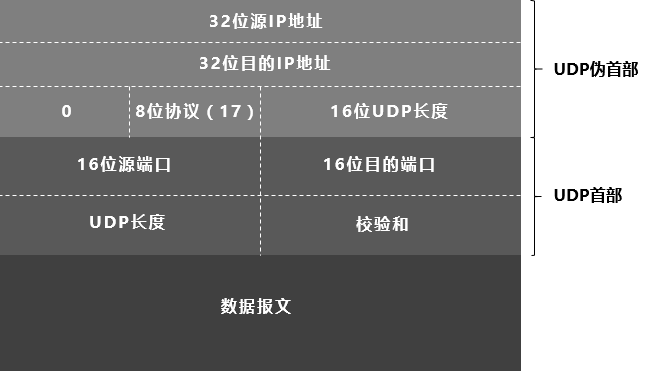 32位源IP地址
32位目的IP地址
UDP伪首部
0
8位协议（17）
16位UDP长度
16位源端口
16位目的端口
UDP首部
UDP长度
校验和
数据报文